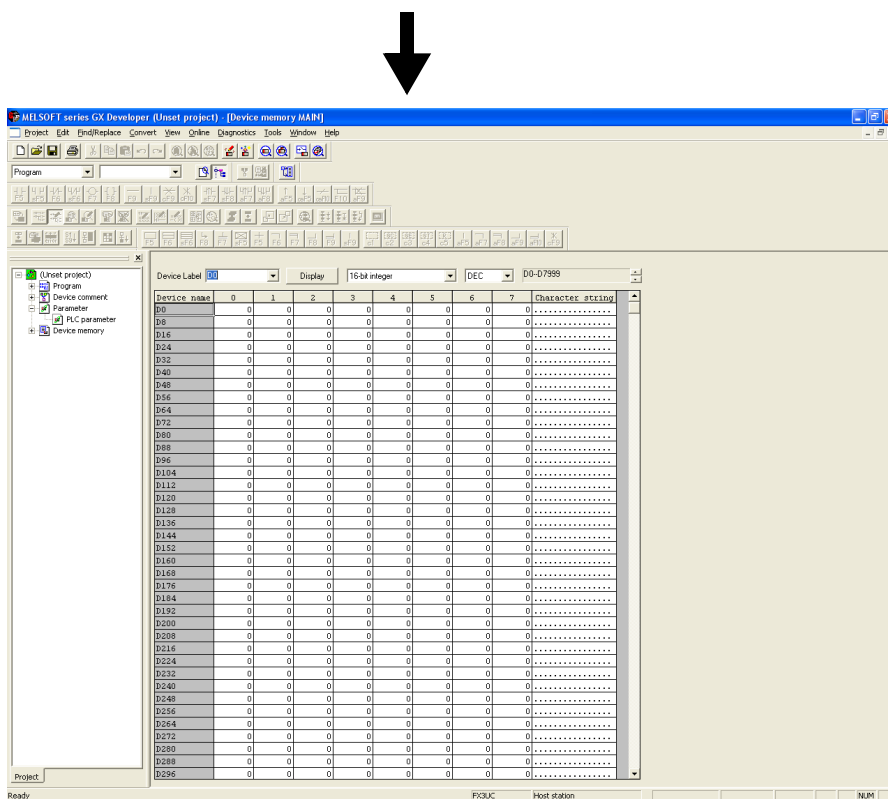 MELSOFT series GX Developer (Unset project) - [Device memory MAIN]
Project Edit Find/Replace Convert View Online Diagnostics Tools Window Help
Program
(Unset project)
Program
Device comment
Parameter
PLC parameter
Device memory
Project
Device Label D0 Display 16-bit integer DEC D0-D7999
Device name 0 1 2 3 4 5 6 7 Character string
D0 0 0 0 0 0 0 0 0 ................
D8 0 0 0 0 0 0 0 0 ................
D16 0 0 0 0 0 0 0 0 ................
D24 0 0 0 0 0 0 0 0 ................
D32 0 0 0 0 0 0 0 0 ................
D40 0 0 0 0 0 0 0 0 ................
D48 0 0 0 0 0 0 0 0 ................
D56 0 0 0 0 0 0 0 0 ................
D64 0 0 0 0 0 0 0 0 ................
D72 0 0 0 0 0 0 0 0 ................
D80 0 0 0 0 0 0 0 0 ................
D88 0 0 0 0 0 0 0 0 ................
D96 0 0 0 0 0 0 0 0 ................
D104 0 0 0 0 0 0 0 0 ................
D112 0 0 0 0 0 0 0 0 ................
D120 0 0 0 0 0 0 0 0 ................
D128 0 0 0 0 0 0 0 0 ................
D136 0 0 0 0 0 0 0 0 ................
D144 0 0 0 0 0 0 0 0 ................
D152 0 0 0 0 0 0 0 0 ................
D160 0 0 0 0 0 0 0 0 ................
D168 0 0 0 0 0 0 0 0 ................
D176 0 0 0 0 0 0 0 0 ................
D184 0 0 0 0 0 0 0 0 ................
D192 0 0 0 0 0 0 0 0 ................
D200 0 0 0 0 0 0 0 0 ................
D208 0 0 0 0 0 0 0 0 ................
D216 0 0 0 0 0 0 0 0 ................
D224 0 0 0 0 0 0 0 0 ................
D232 0 0 0 0 0 0 0 0 ................
D240 0 0 0 0 0 0 0 0 ................
D248 0 0 0 0 0 0 0 0 ................
D256 0 0 0 0 0 0 0 0 ................
D264 0 0 0 0 0 0 0 0 ................
D272 0 0 0 0 0 0 0 0 ................
D280 0 0 0 0 0 0 0 0 ................
D288 0 0 0 0 0 0 0 0 ................
D296 0 0 0 0 0 0 0 0 ................
Ready FX3UC Host station NUM